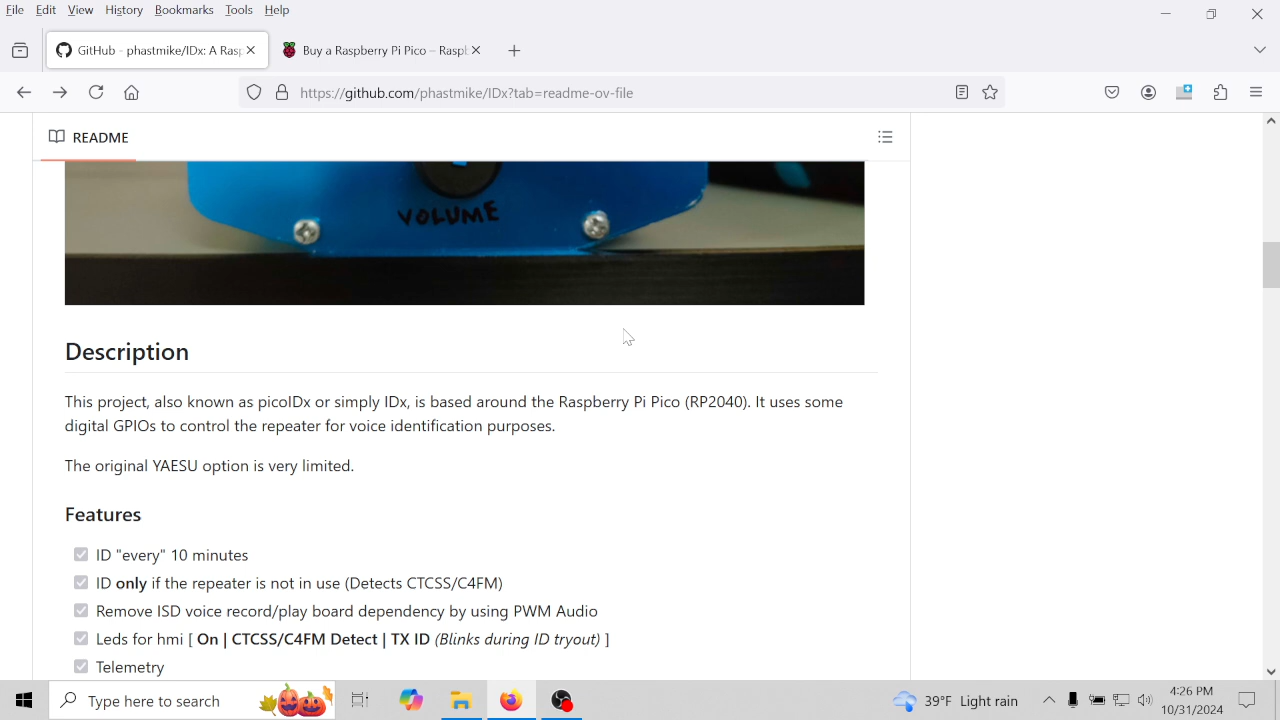 File Edit View History Bookmarks Tools Help
GitHub - phastmike/IDx: A Rasp
Buy a Raspberry Pi Pico – Raspl
https://github.com/phastmike/IDx?tab=readme-ov-file
README
VOLUME
Description
This project, also known as picoIDx or simply IDx, is based around the Raspberry Pi Pico (RP2040). It uses some
digital GPIOs to control the repeater for voice identification purposes.
The original YAESU option is very limited.
Features
ID "every" 10 minutes
ID only if the repeater is not in use (Detects CTCSS/C4FM)
Remove ISD voice record/play board dependency by using PWM Audio
Leds for hmi [ On | CTCSS/C4FM Detect | TX ID (Blinks during ID tryout) ]
Telemetry
Type here to search
39°F Light rain
4:26 PM
10/31/2024